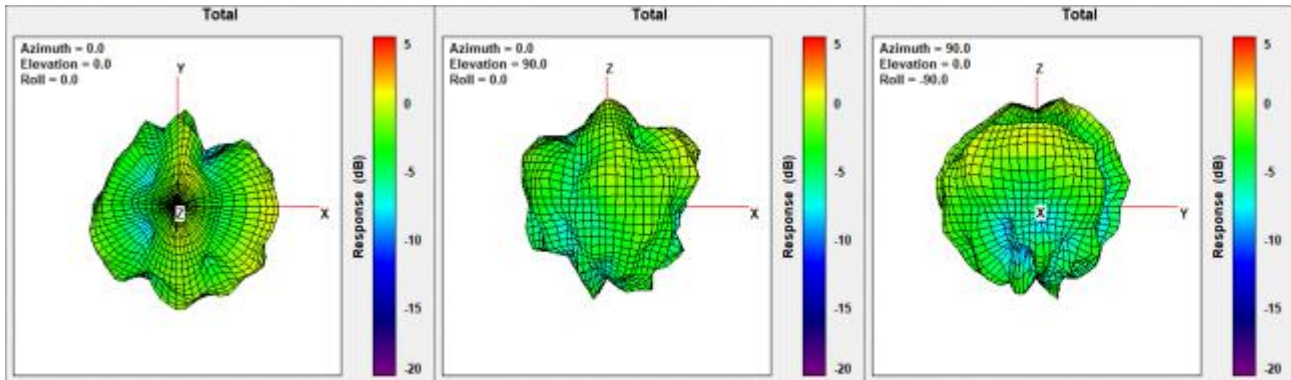 Total
Azimuth = 0.0
Elevation = 0.0
Roll = 0.0
Y
Z
X
Response (dB)
5
0
-5
-10
-15
-20
Total
Azimuth = 0.0
Elevation = 90.0
Roll = 0.0
Z
X
Response (dB)
5
0
-5
-10
-15
-20
Total
Azimuth = 90.0
Elevation = 0.0
Roll = -90.0
Z
X
Y
Response (dB)
5
0
-5
-10
-15
-20